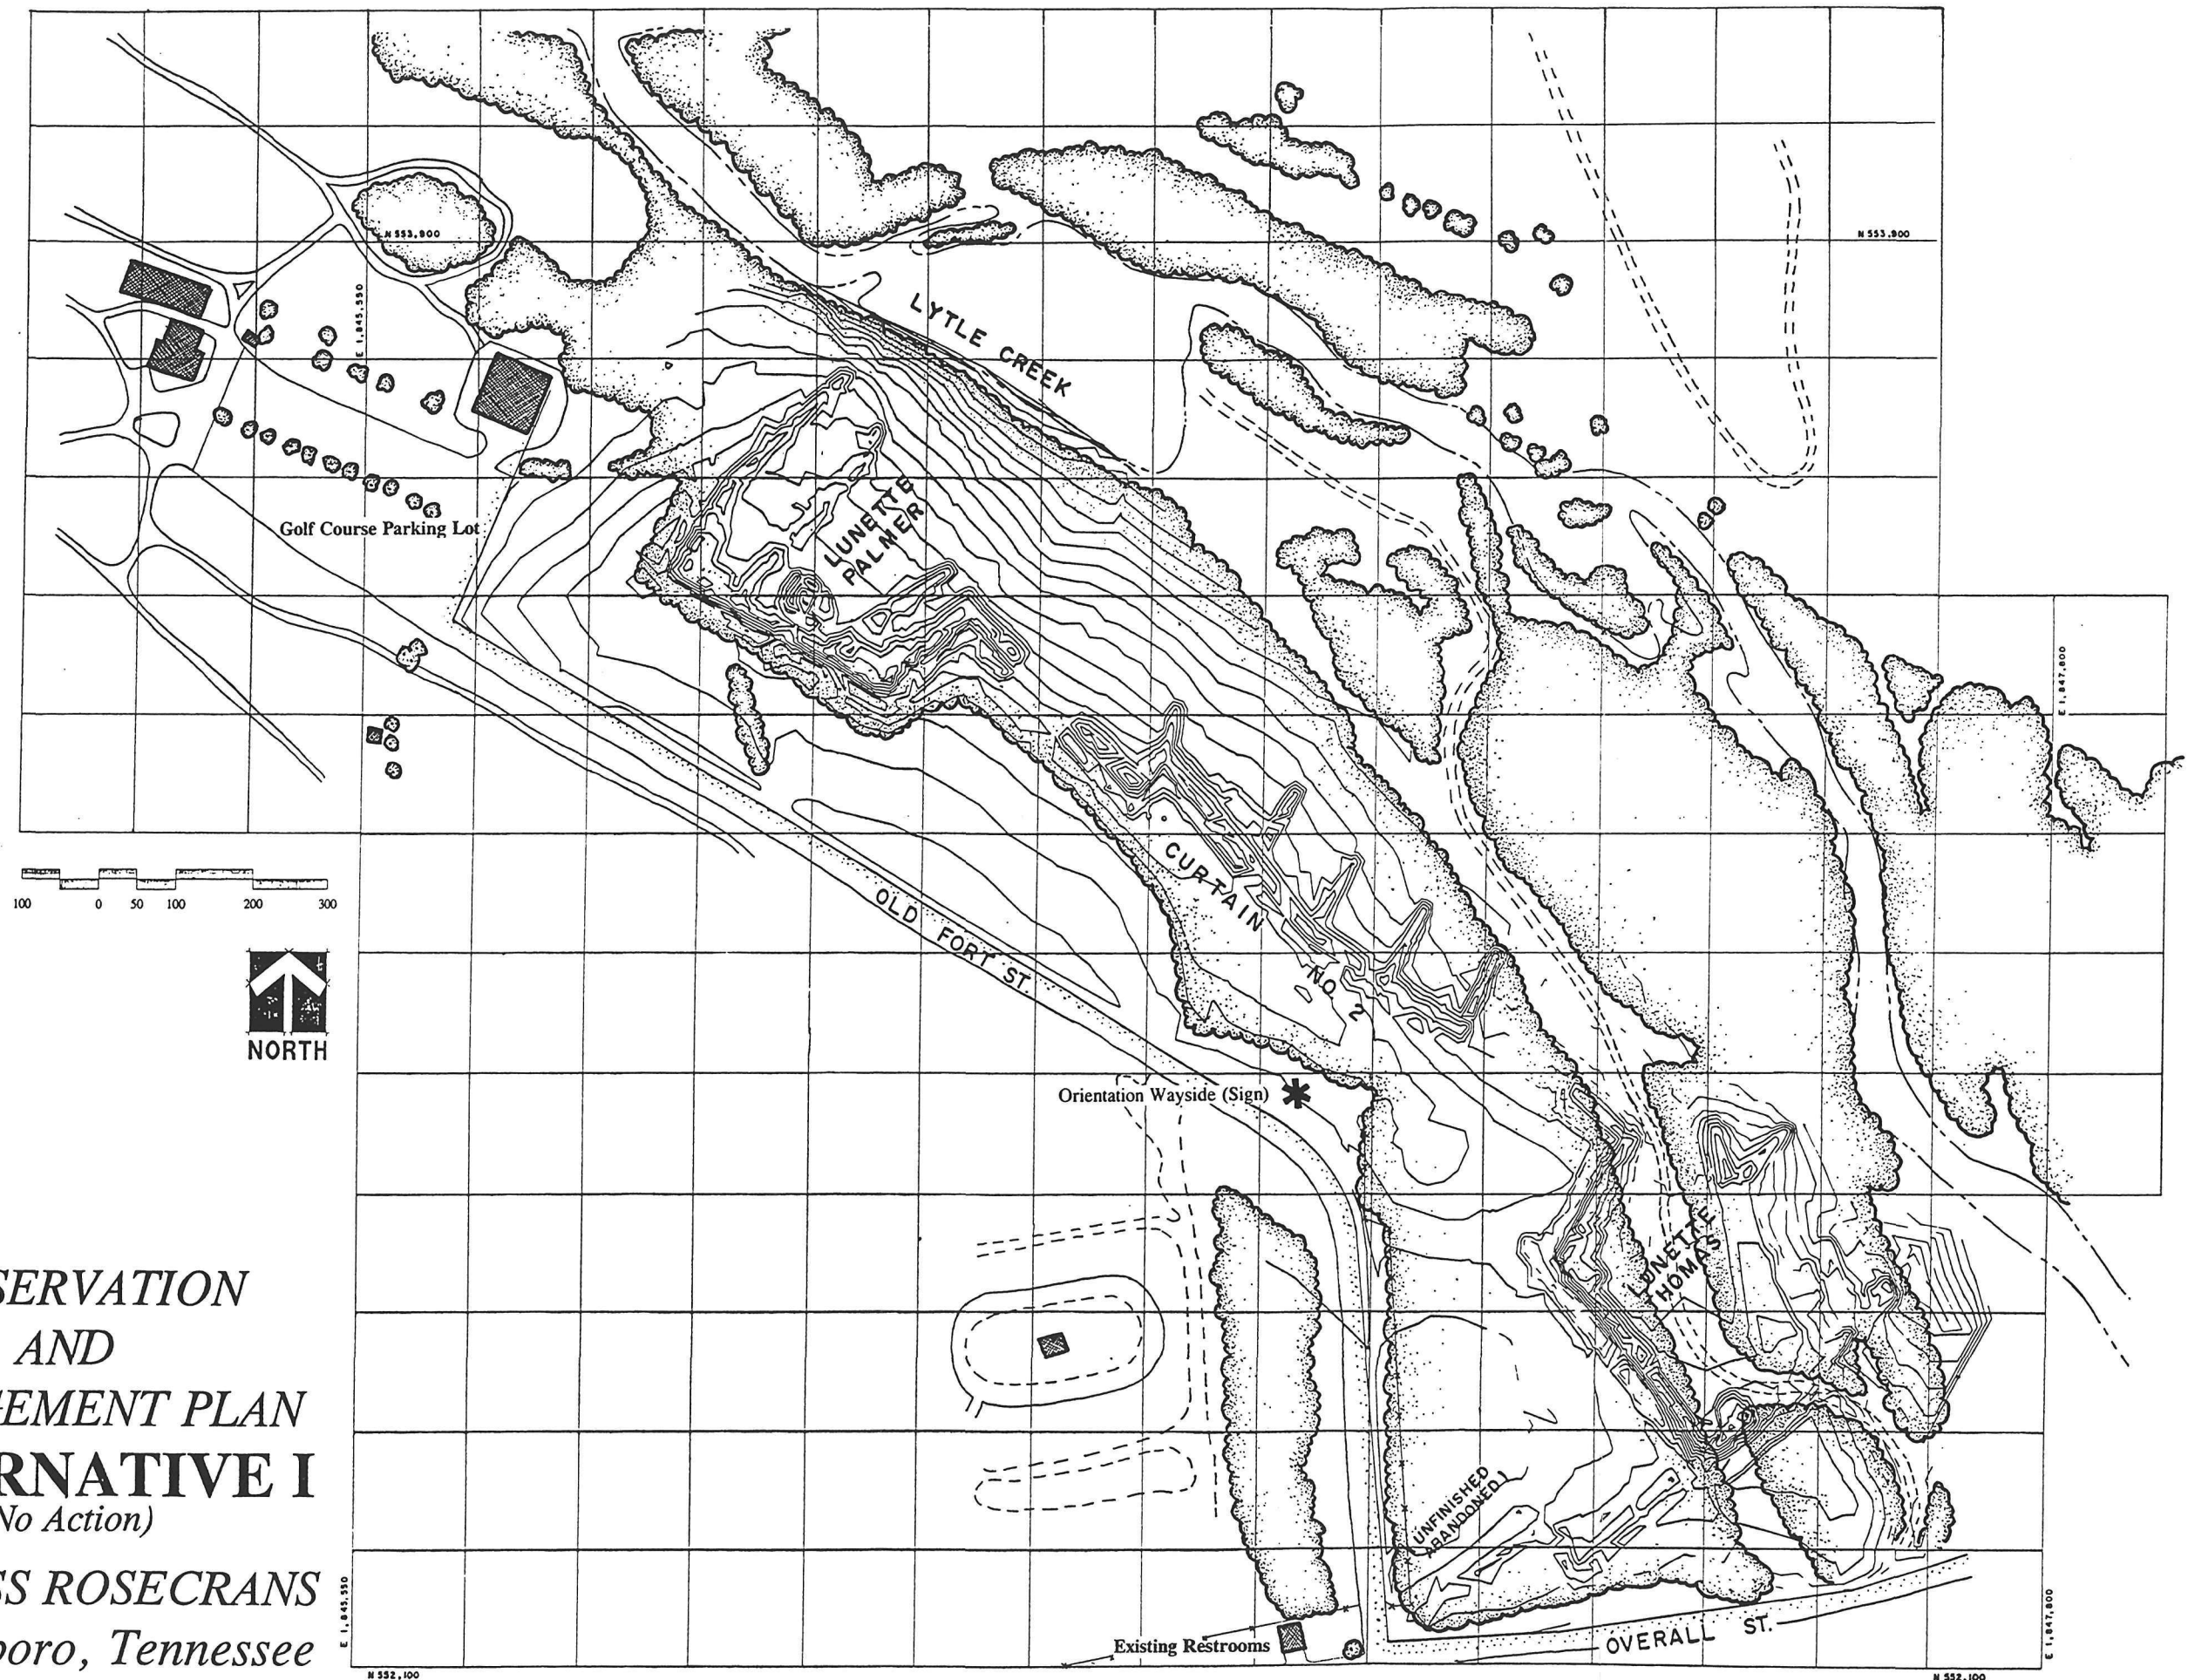 N 553,900
N 553,900
E 1,845,550
LYTLE CREEK
LUNETTE
PALMER
Golf Course Parking Lot
E 1,847,800
CURTAIN
NO. 2
OLD FORT ST.
100 0 50 100 200 300
NORTH
Orientation Wayside (Sign)
LUNETTE
THOMAS
SERVATION
AND
EMENT PLAN
RNATIVE I
No Action)
SS ROSECRANS
boro, Tennessee
(UNFINISHED
ABANDONED)
Existing Restrooms
OVERALL ST.
E 1,845,550
E 1,847,800
N 552,100
N 552,100